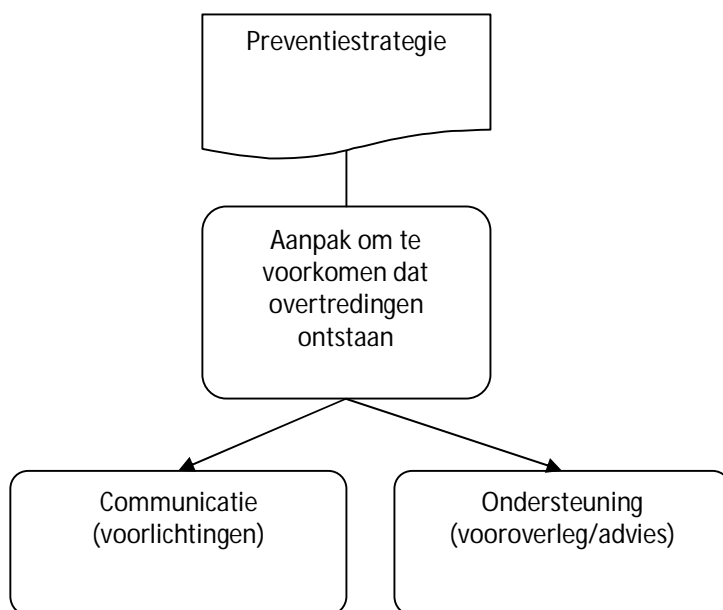 Preventiestrategie
Aanpak om te
voorkomen dat
overtredingen
ontstaan
Communicatie
(voorlichtingen)
Ondersteuning
(vooroverleg/advies)